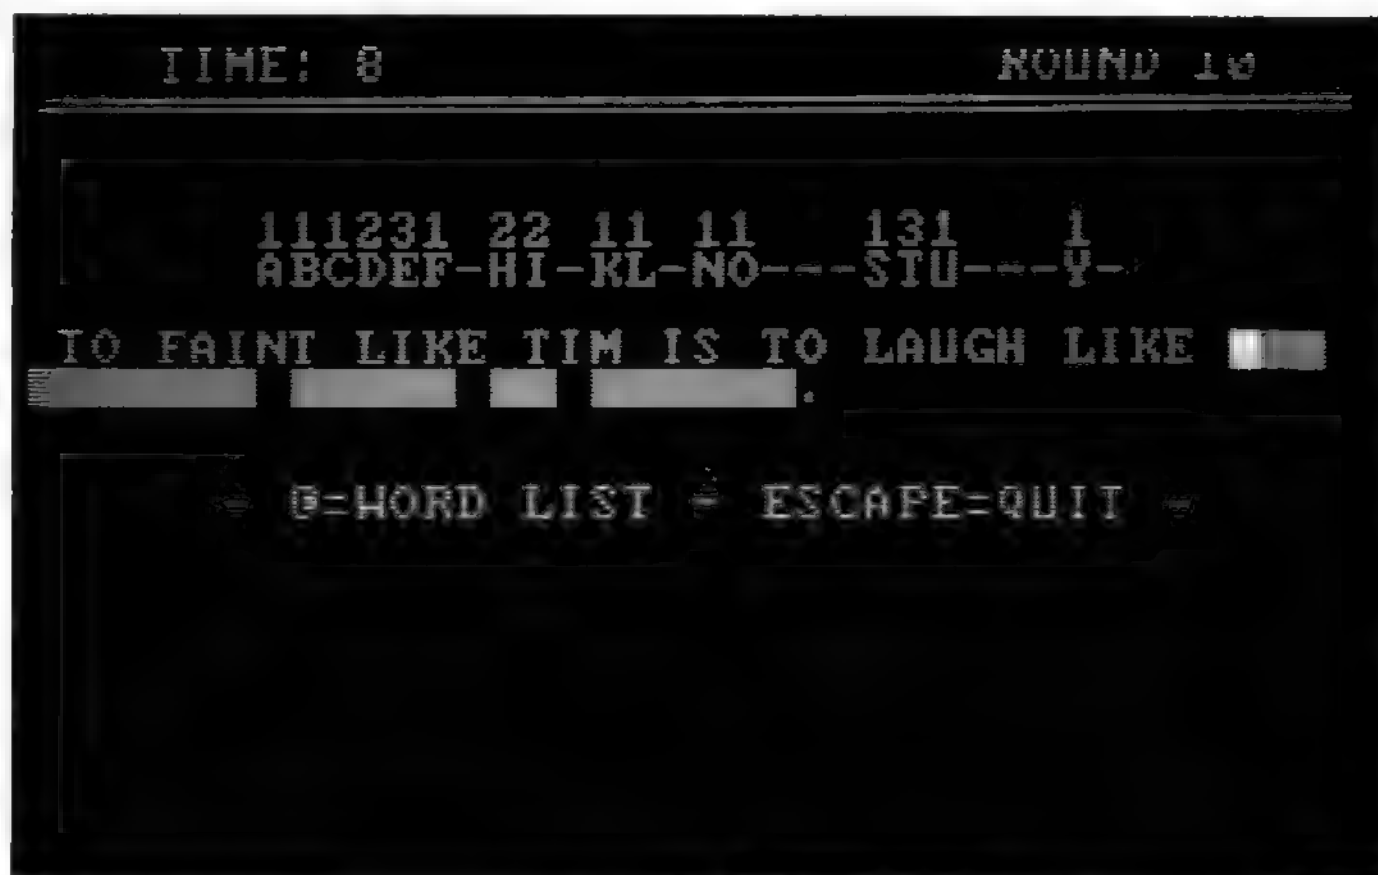 TIME: 0 ROUND 10
111231 22 11 11 131 1
ABCDEF-HI-KL-NO---STU---Y-
TO FAINT LIKE TIM IS TO LAUGH LIKE
.
@=WORD LIST - ESCAPE=QUIT